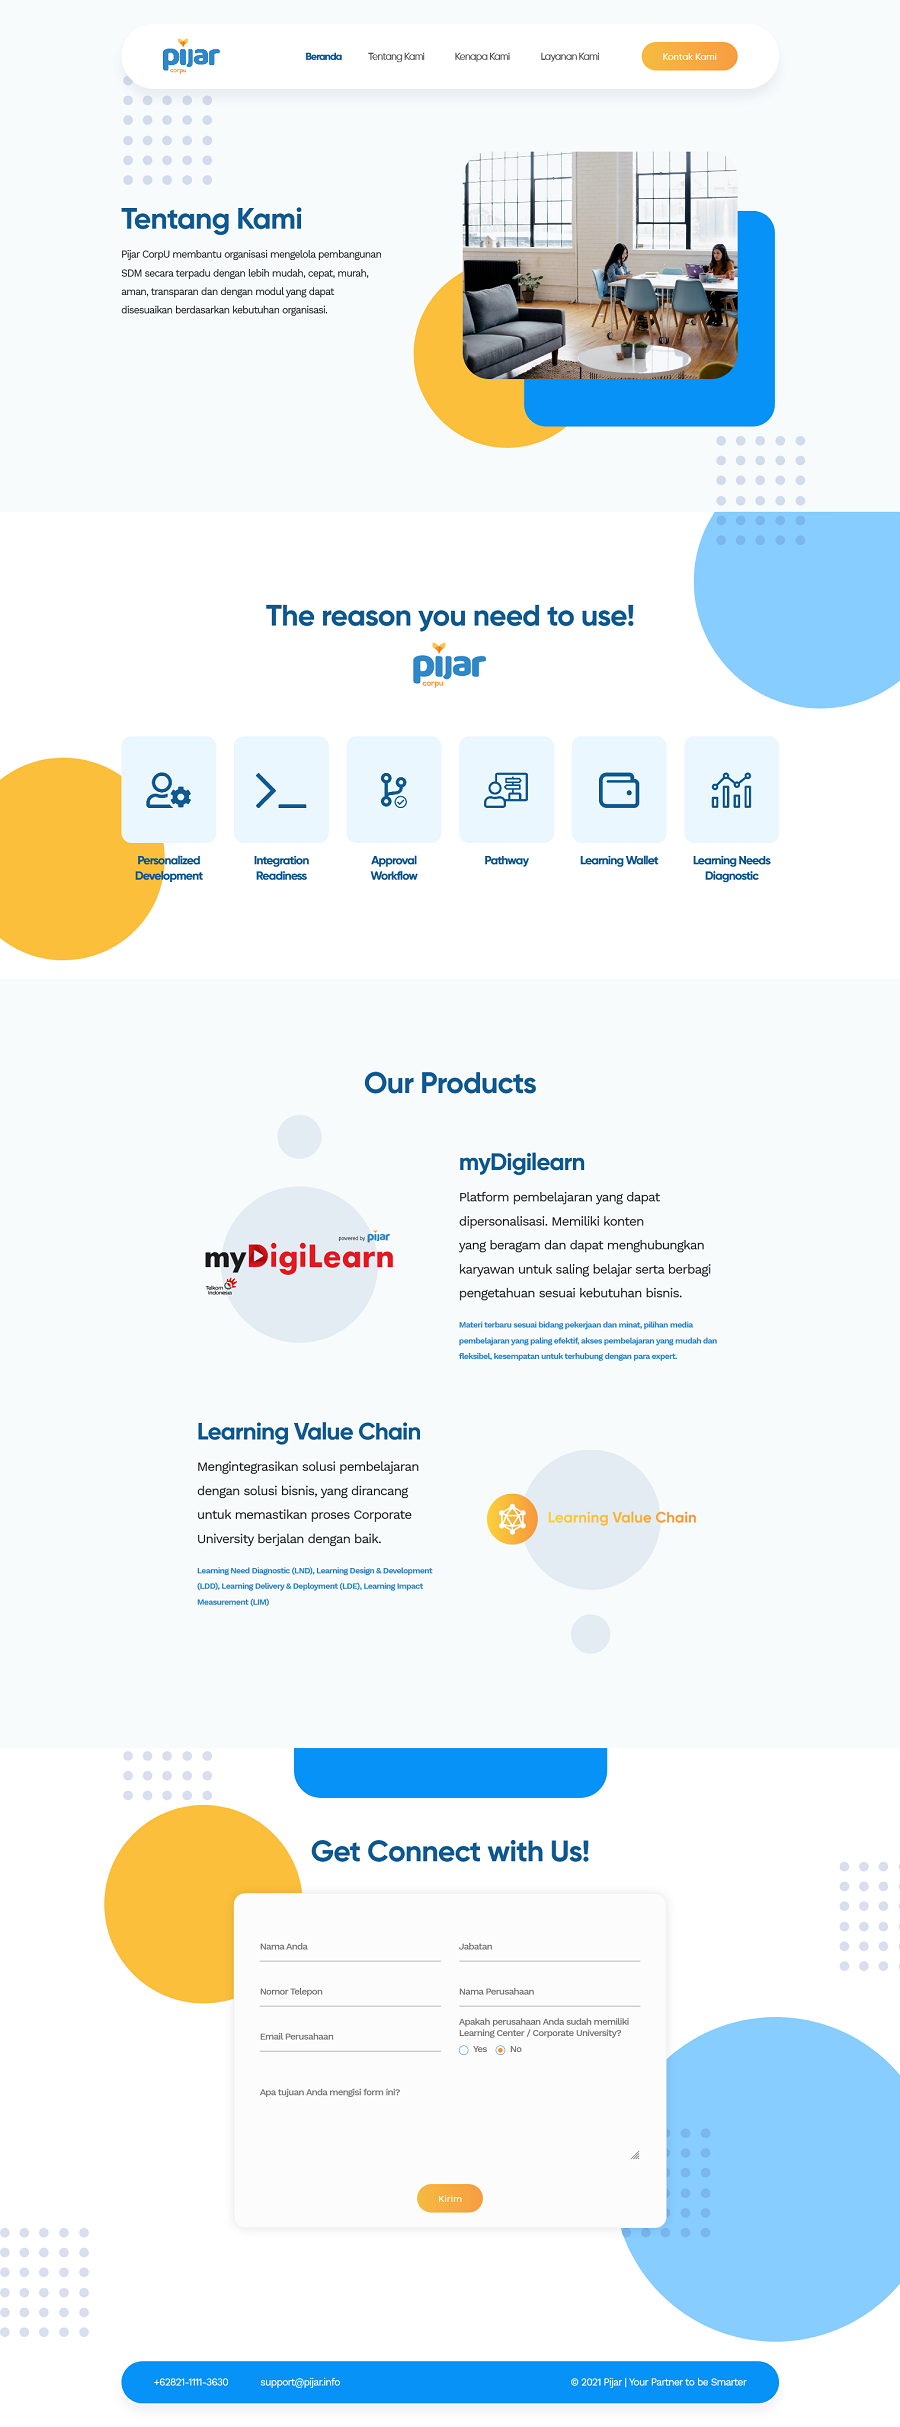 pijar
corpu
Beranda
Tentang Kami
Kenapa Kami
Layanan Kami
Kontak Kami
Tentang Kami
Pijar CorpU membantu organisasi mengelola pembangunan
SDM secara terpadu dengan lebih mudah, cepat, murah,
aman, transparan dan dengan modul yang dapat
disesuaikan berdasarkan kebutuhan organisasi.
The reason you need to use!
pijar
corpu
Personalized
Development
Integration
Readiness
Approval
Workflow
Pathway
Learning Wallet
Learning Needs
Diagnostic
Our Products
powered by pijar
myDigiLearn
Telkom
Indonesia
myDigilearn
Platform pembelajaran yang dapat
dipersonalisasi. Memiliki konten
yang beragam dan dapat menghubungkan
karyawan untuk saling belajar serta berbagi
pengetahuan sesuai kebutuhan bisnis.
Materi terbaru sesuai bidang pekerjaan dan minat, pilihan media
pembelajaran yang paling efektif, akses pembelajaran yang mudah dan
fleksibel, kesempatan untuk terhubung dengan para expert.
Learning Value Chain
Mengintegrasikan solusi pembelajaran
dengan solusi bisnis, yang dirancang
untuk memastikan proses Corporate
University berjalan dengan baik.
Learning Need Diagnostic (LND), Learning Design & Development
(LDD), Learning Delivery & Deployment (LDE), Learning Impact
Measurement (LIM)
Learning Value Chain
Get Connect with Us!
Nama Anda
Jabatan
Nomor Telepon
Nama Perusahaan
Email Perusahaan
Apakah perusahaan Anda sudah memiliki
Learning Center / Corporate University?
Yes
No
Apa tujuan Anda mengisi form ini?
Kirim
+62821-1111-3630
support@pijar.info
© 2021 Pijar | Your Partner to be Smarter